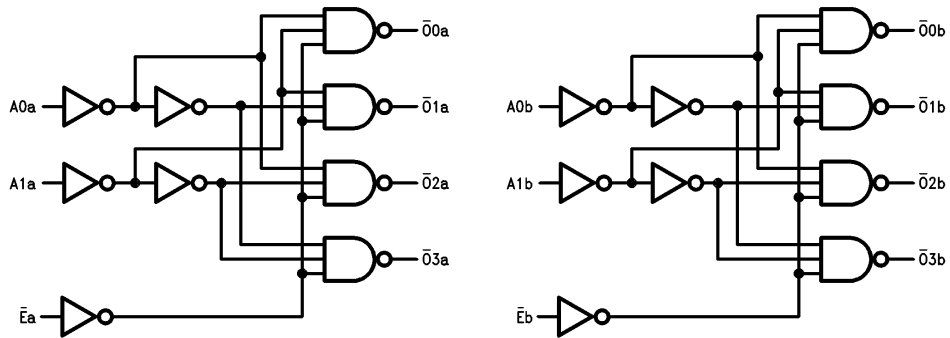 Ō0a Ō0b
A0a Ō1a A0b Ō1b
A1a Ō2a A1b Ō2b
Ō3a Ō3b
Ēa Ēb